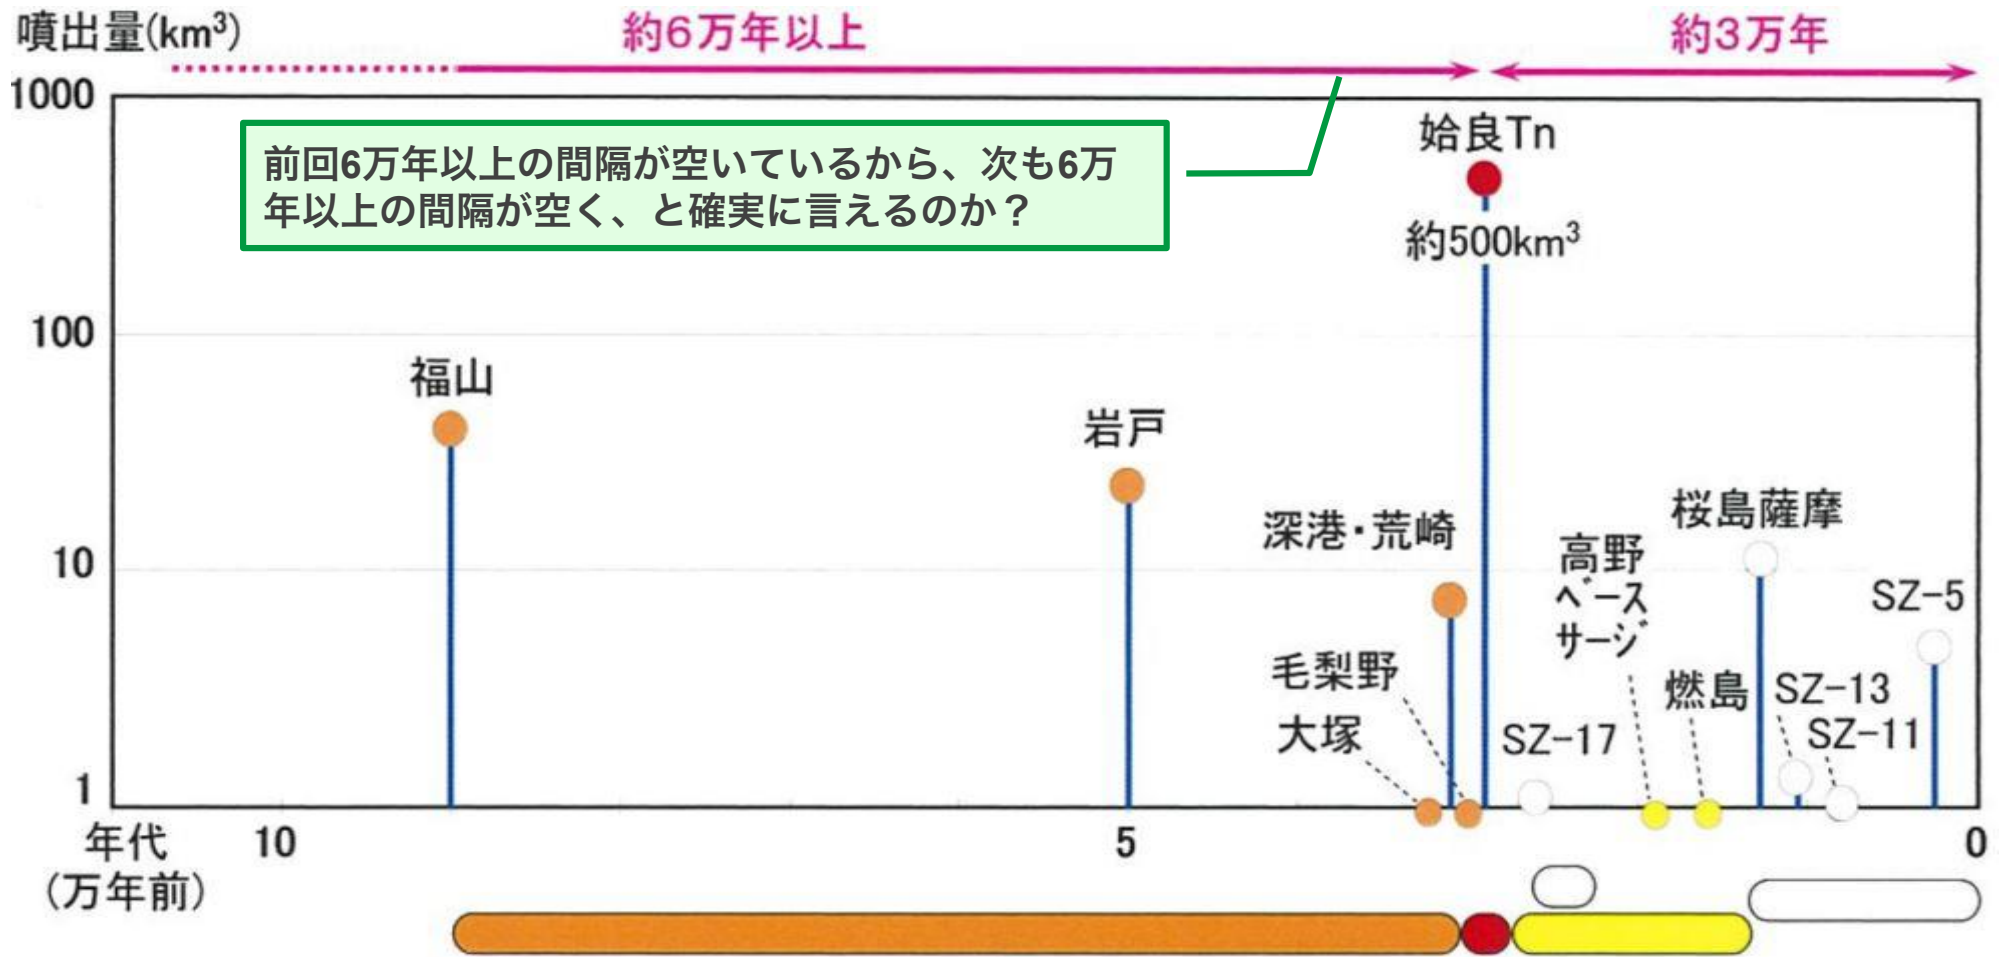 噴出量(km³)
約6万年以上
約3万年
1000
姶良Tn
前回6万年以上の間隔が空いているから、次も6万
年以上の間隔が空く、と確実に言えるのか？
約500km³
100
福山
岩戸
深港・荒崎
桜島薩摩
高野
ベース
サージ
10
SZ-5
毛梨野
燃島
SZ-13
大塚
SZ-17
SZ-11
1
年代
(万年前)
10
5
0